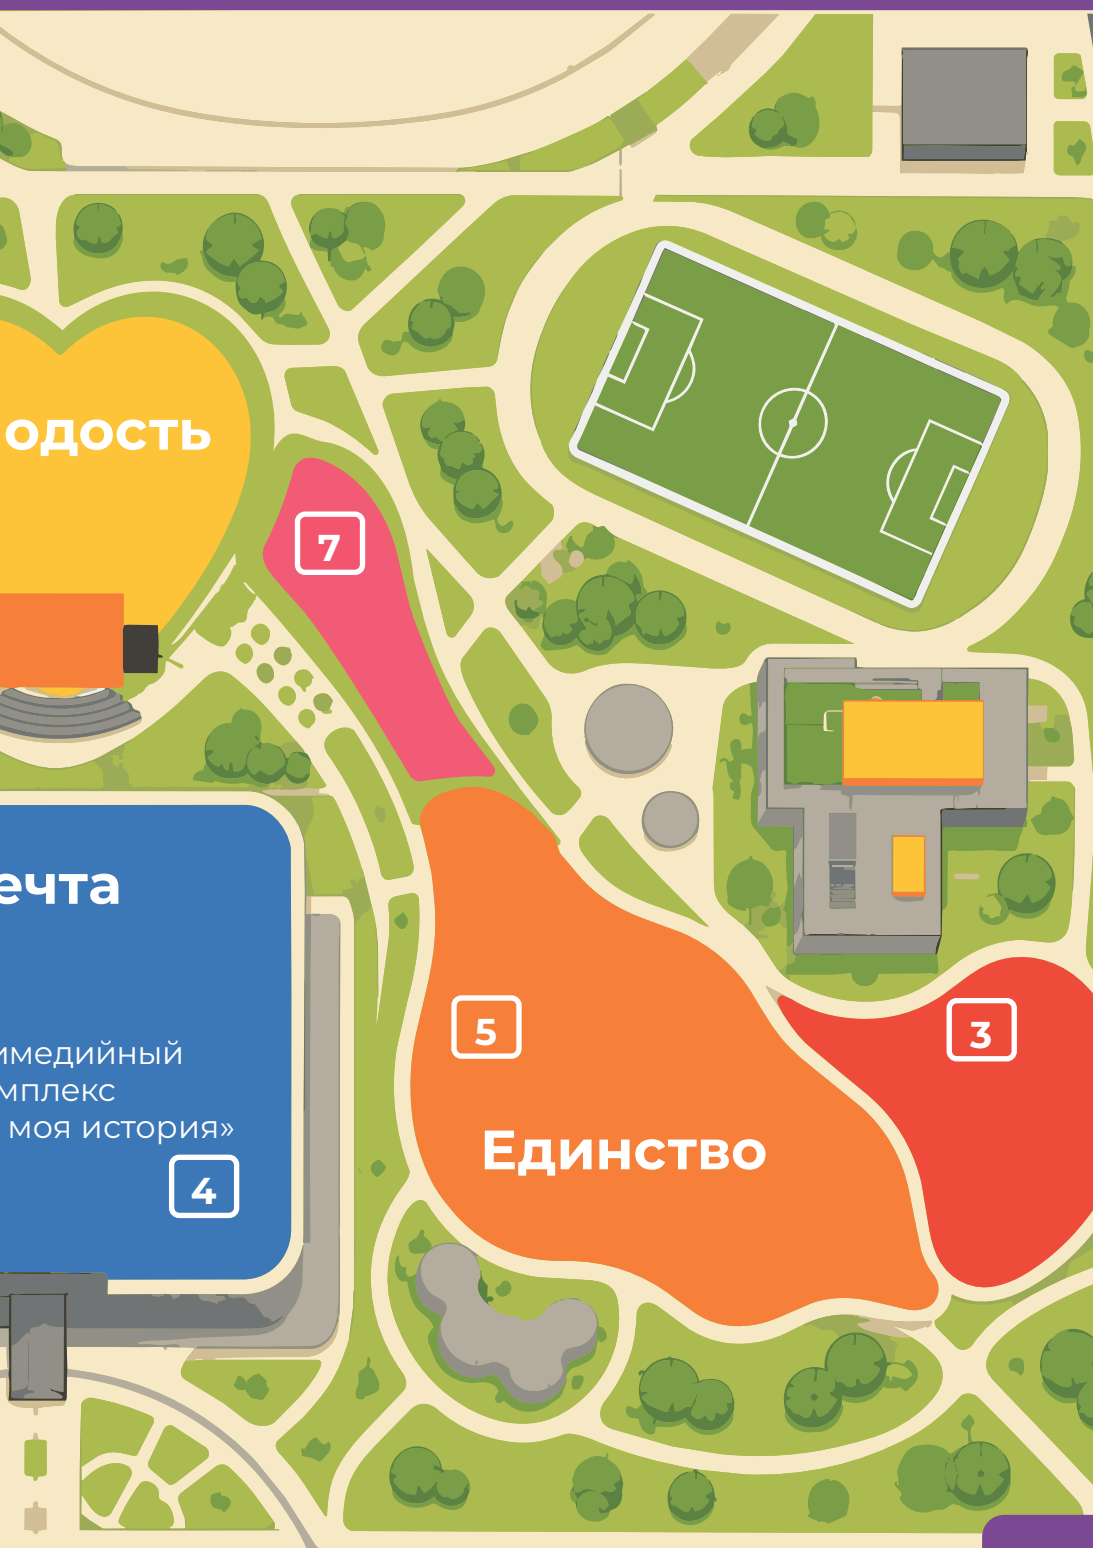 одость
7
ечта
5
3
имедийный
мплекс
моя история»
Единство
4